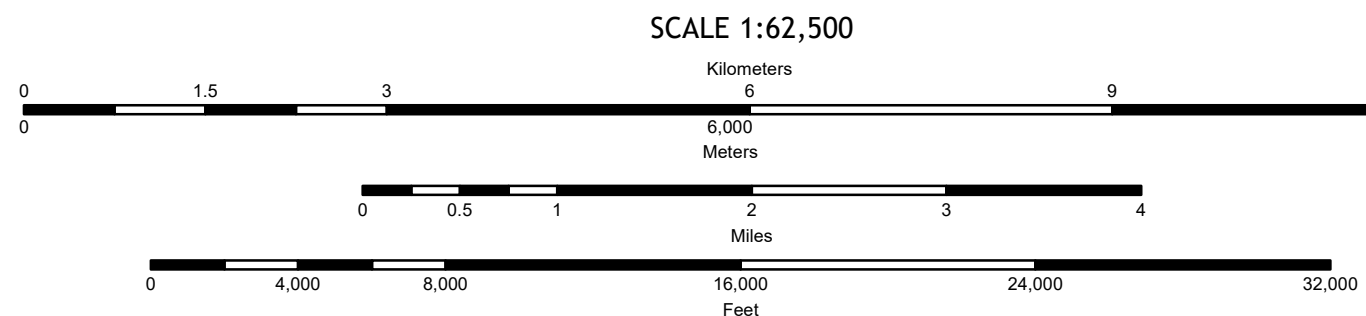 SCALE 1:62,500
Kilometers
0 1.5 3 6 9
0 6,000
Meters
0 0.5 1 2 3 4
Miles
0 4,000 8,000 16,000 24,000 32,000
Feet